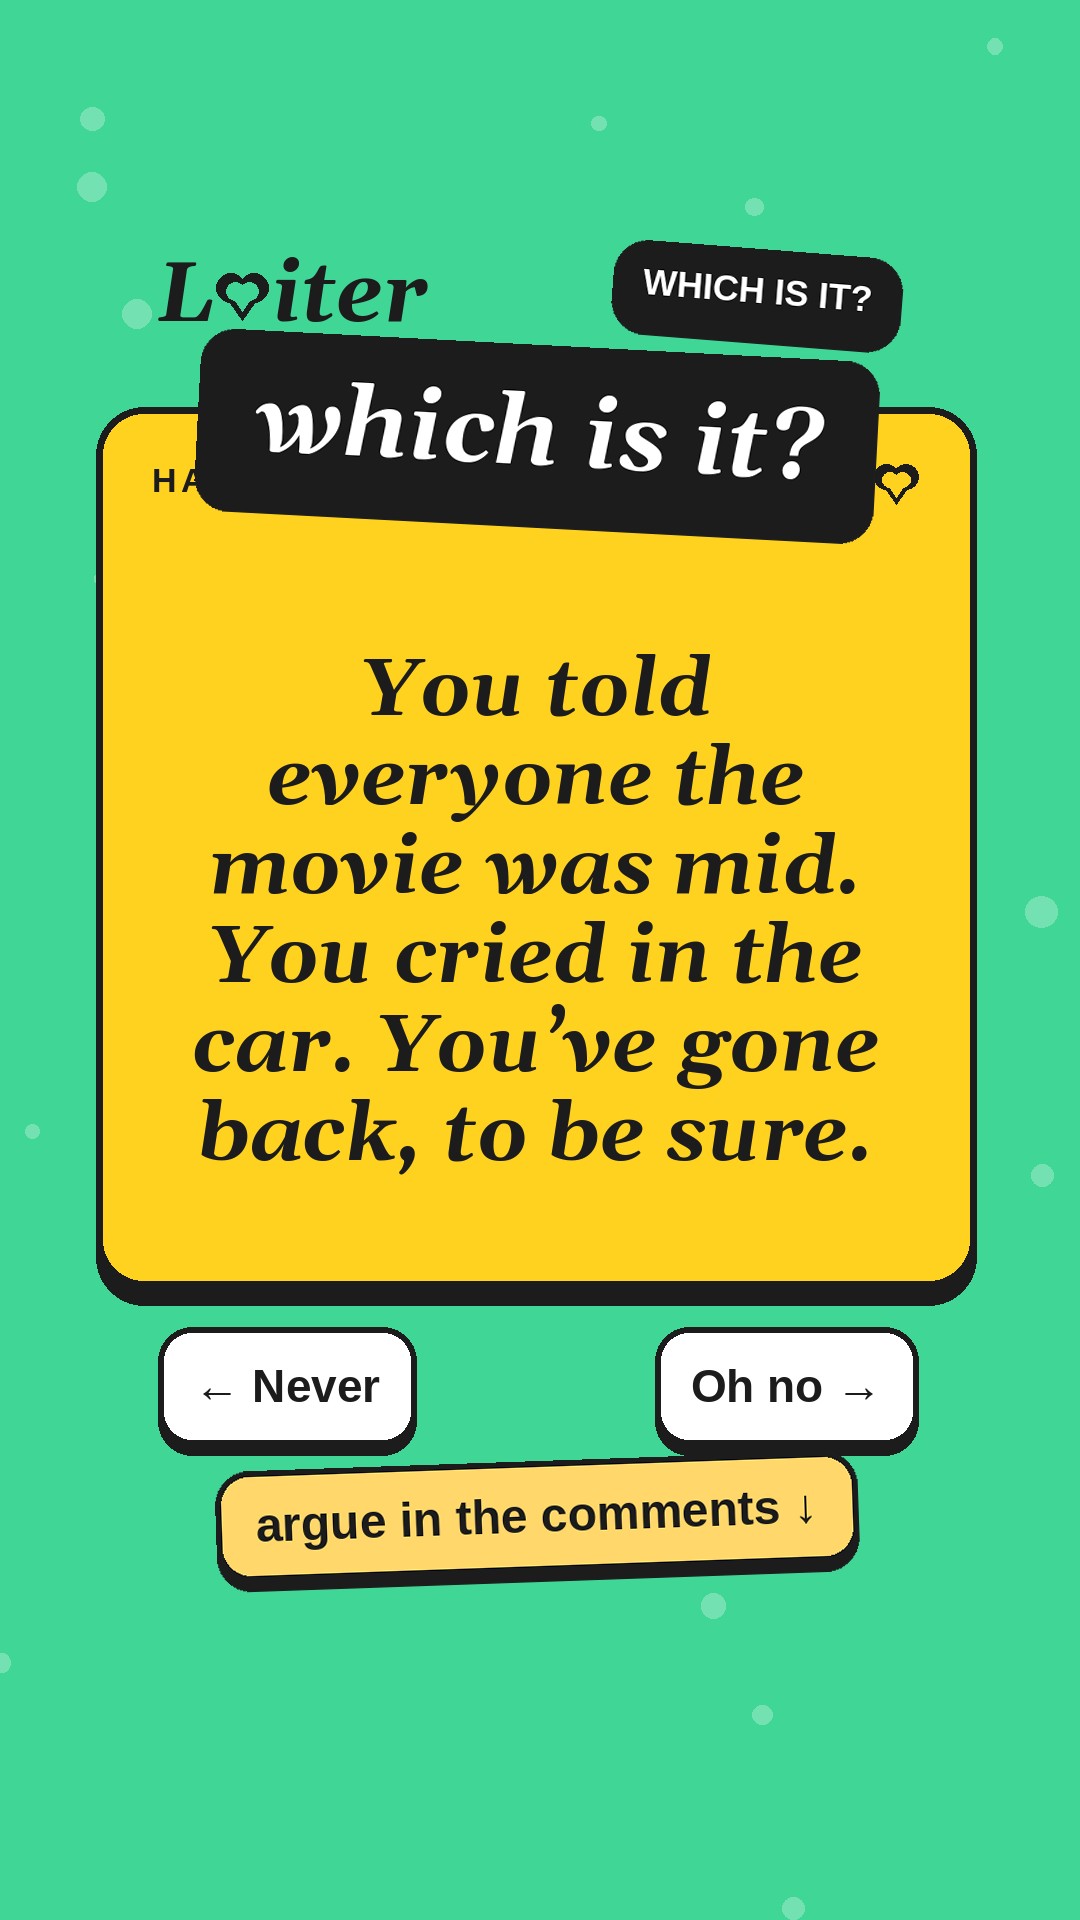 Loiter
WHICH IS IT?
which is it?
You told
everyone the
movie was mid.
You cried in the
car. You’ve gone
back, to be sure.
← Never
Oh no →
argue in the comments ↓